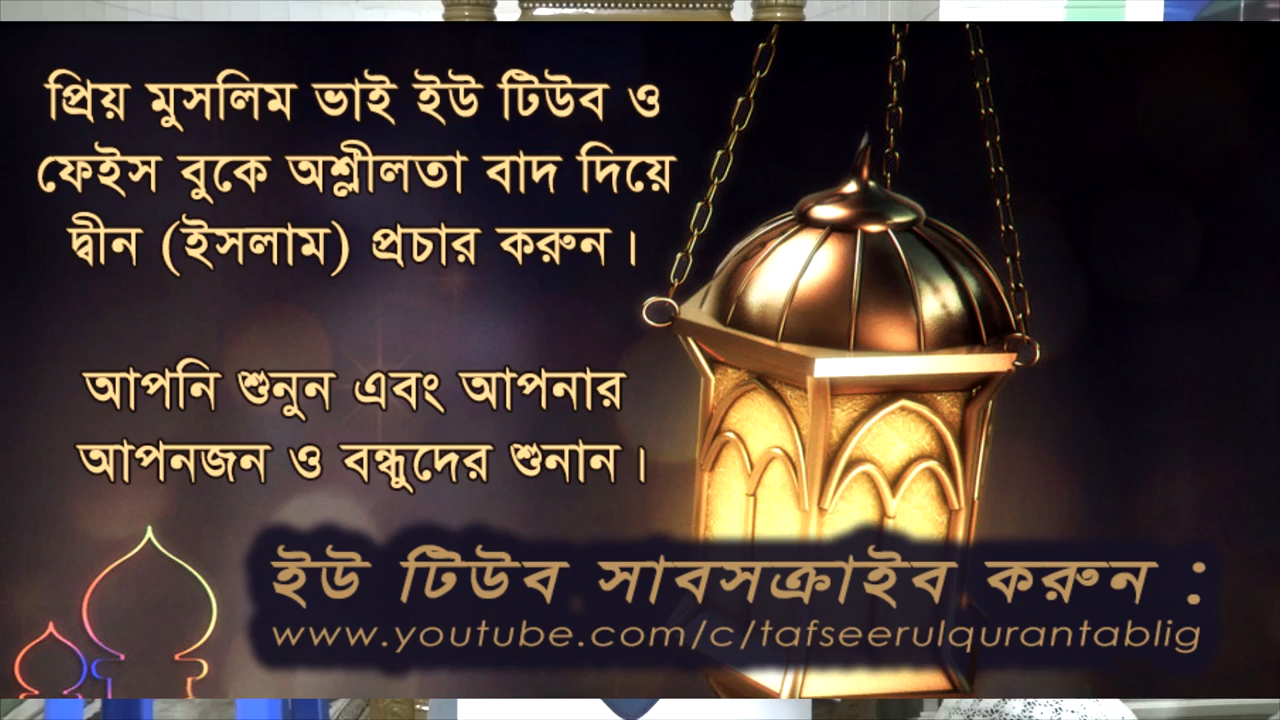 প্রিয় মুসলিম ভাই ইউ টিউব ও
ফেইস বুকে অশ্লীলতা বাদ দিয়ে
দ্বীন (ইসলাম) প্রচার করুন।
আপনি শুনুন এবং আপনার
আপনজন ও বন্ধুদের শুনান।
ইউ টিউব সাবসক্রাইব করুন :
www.youtube.com/c/tafseerulqurantablig